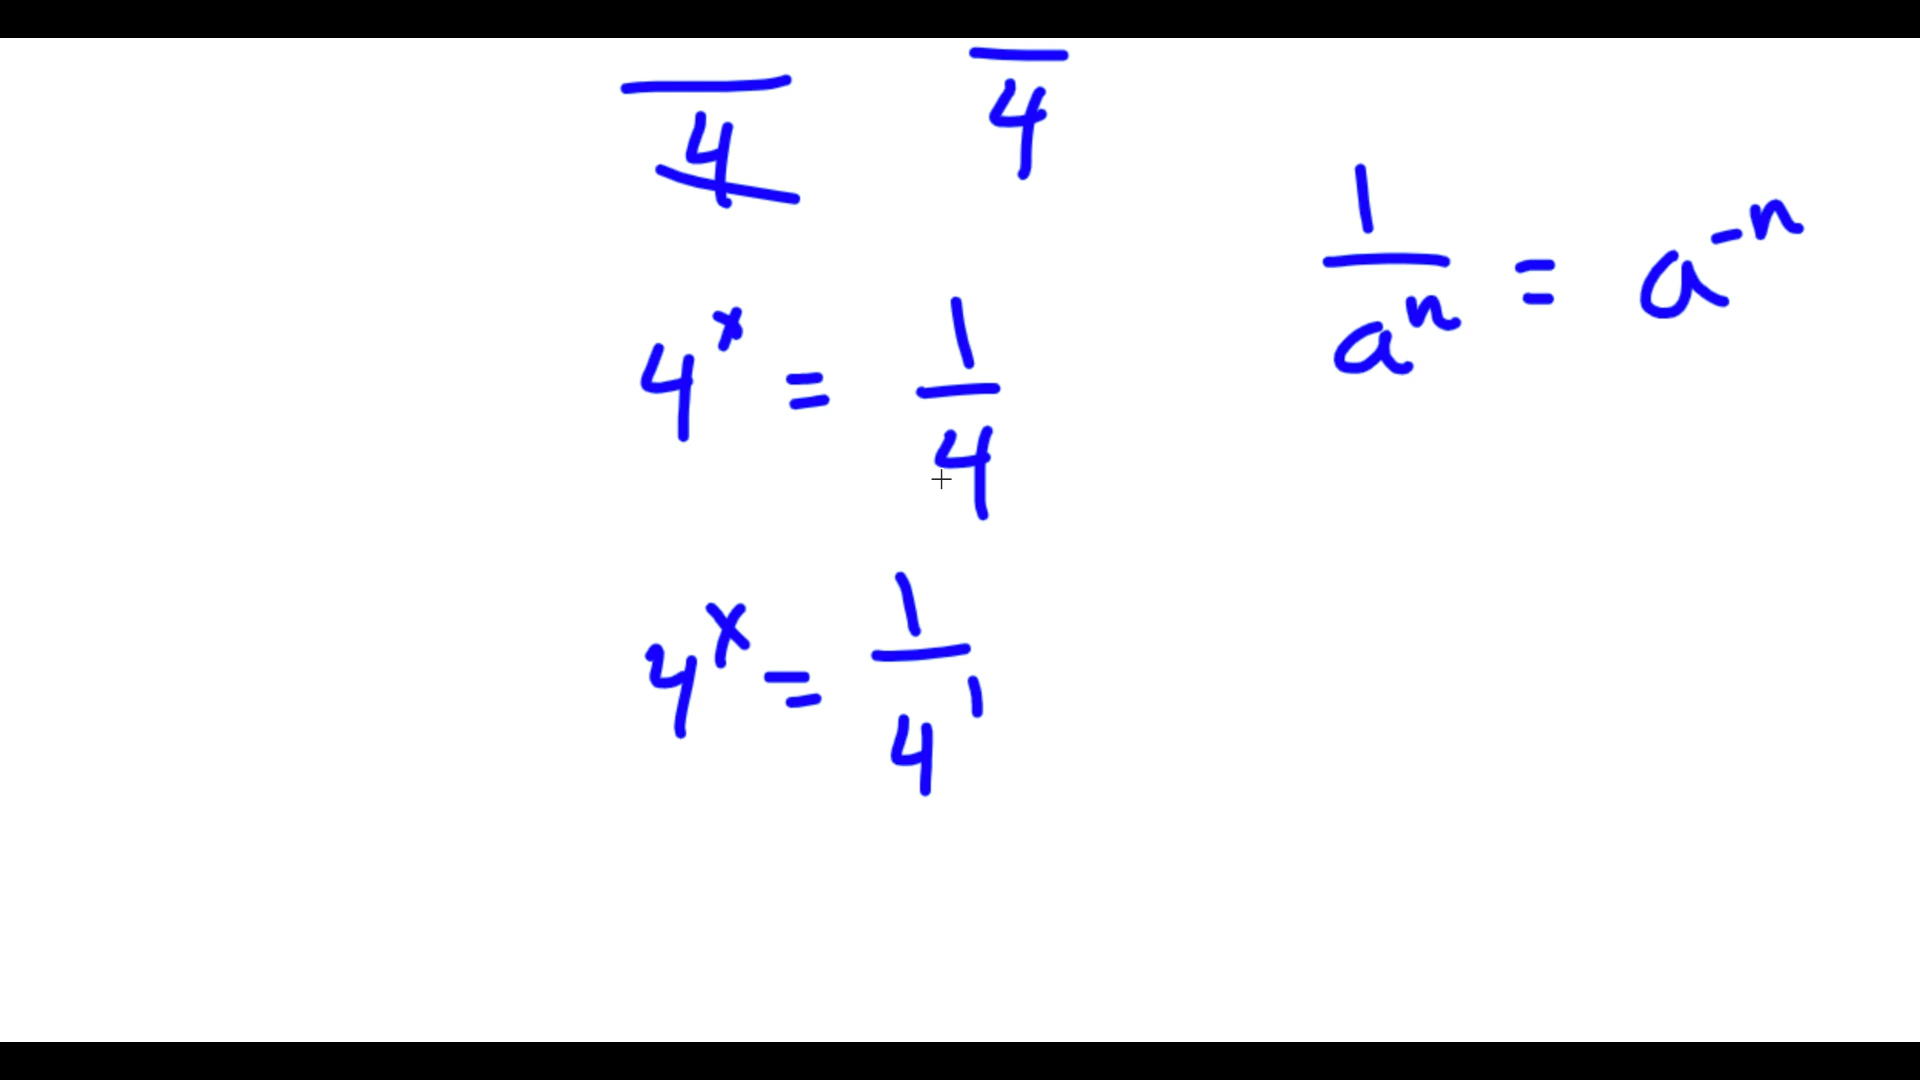 4 4
4^x = 1/4
1/a^n = a^-n
4^x = 1/4^1